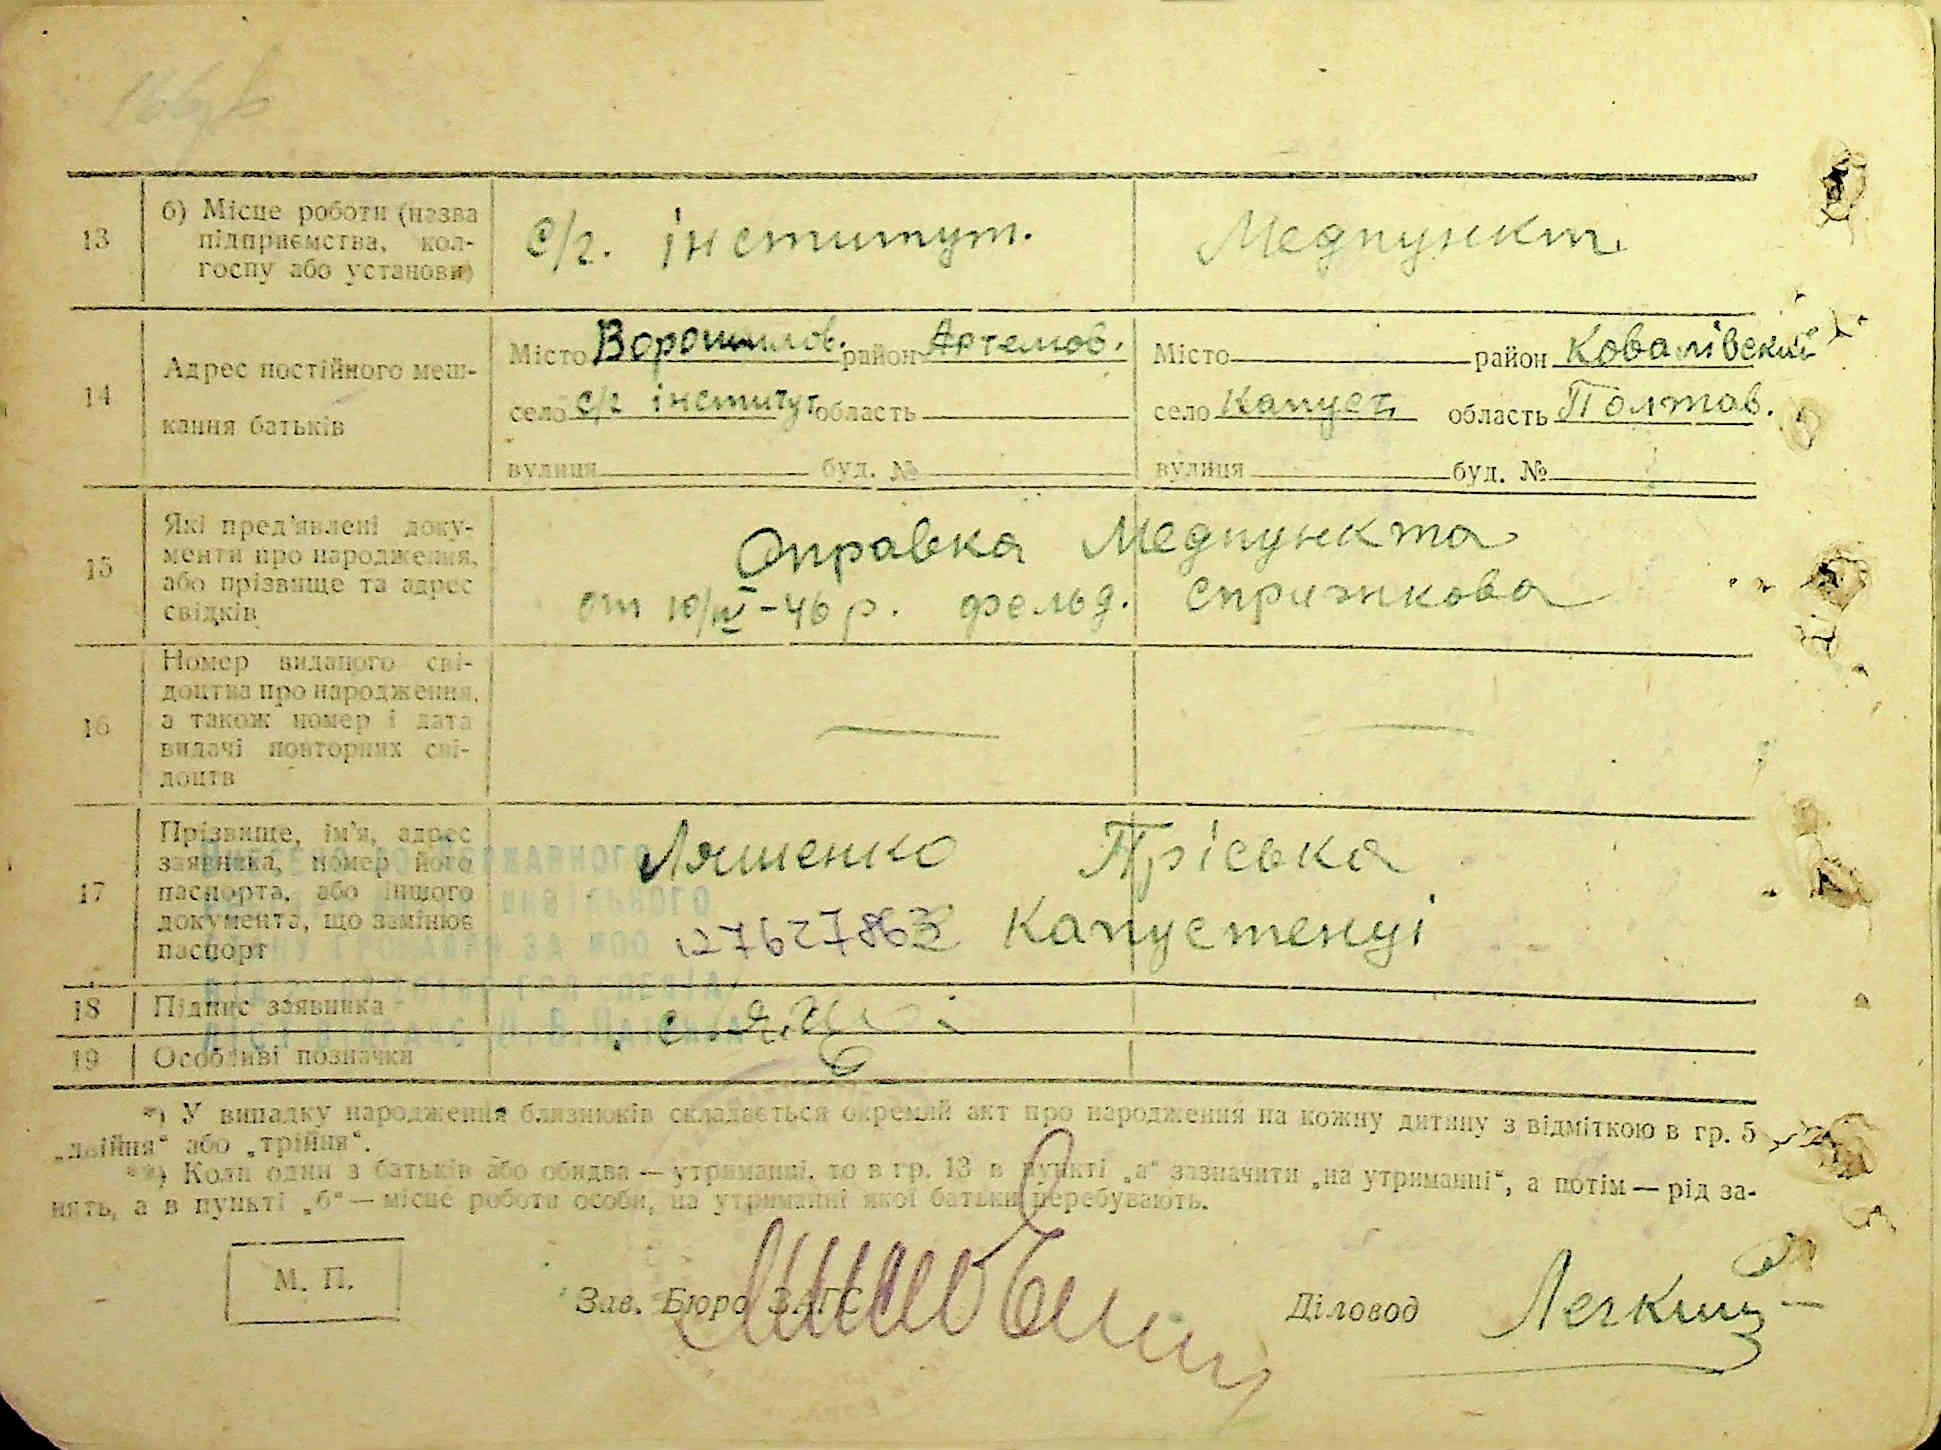 13
б) Місце роботи (назва
підприємства, кол-
госпу або установи)
с/г. інститут.
Медпункт.
14
Адрес постійного меш-
кання батьків
Місто Ворошилов. район Артемов.
село с/г інститут область
вулиця буд. №
Місто район Ковалівский
село Капуст. область Полтав.
вулиця буд. №
15
Які пред'явлені доку-
менти про народження,
або прізвище та адрес
свідків
Справка Медпункта
от 10/IV-46 р. фельд. Стрижкова
16
Номер виданого сві-
доцтва про народження,
а також номер і дата
видачі повторних сві-
доцтв
17
Прізвище, ім'я, адрес
заявника, номер його
паспорта, або іншого
документа, що замінює
паспорт
Ляшенко Пріська
Капустенці
18
Підпис заявника
19
Особливі позначки
*) У випадку народження близнюків складається окремий акт про народження на кожну дитину з відміткою в гр. 5
„двійня“ або „трійня“.
**) Коли один з батьків або обидва — утриманці, то в гр. 13 в пункті „а“ зазначити „на утриманні“, а потім — рід за-
нять, а в пункті „б“ — місце роботи особи, на утриманні якої батьки перебувають.
М. П.
Зав. Бюро ЗАГС
Діловод Легкий